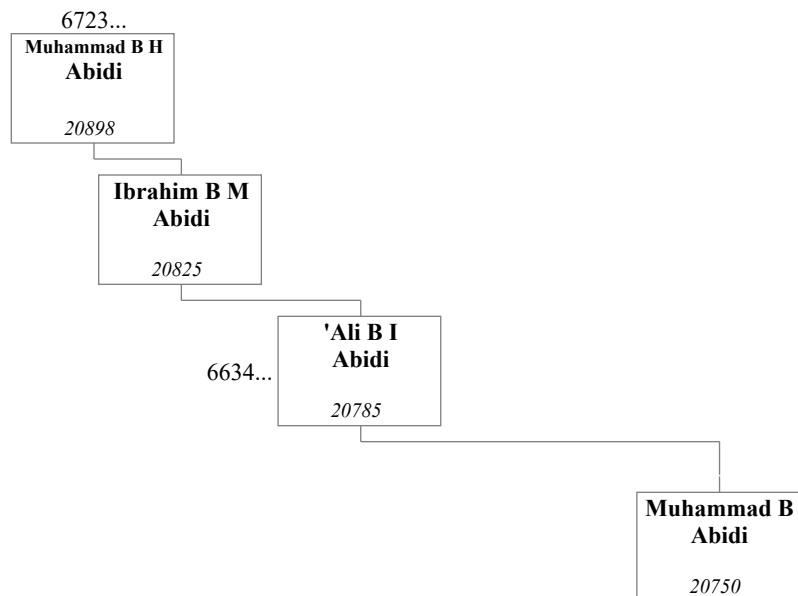 6723...
Muhammad B H
Abidi
20898
Ibrahim B M
Abidi
20825
'Ali B I
Abidi
6634...
20785
Muhammad B
Abidi
20750